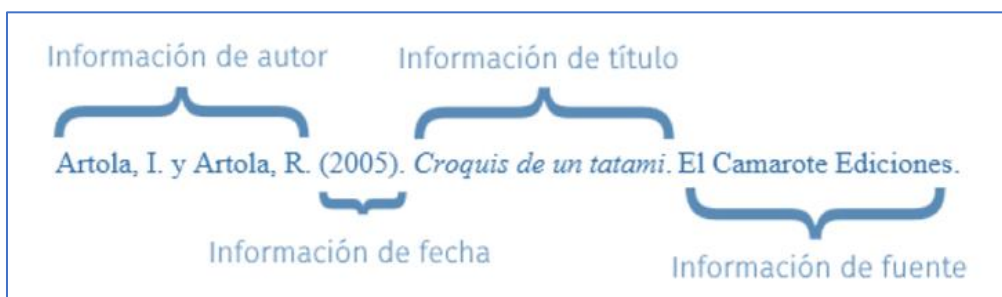 Información de autor Información de título
Artola, I. y Artola, R. (2005). Croquis de un tatami. El Camarote Ediciones.
Información de fecha
Información de fuente